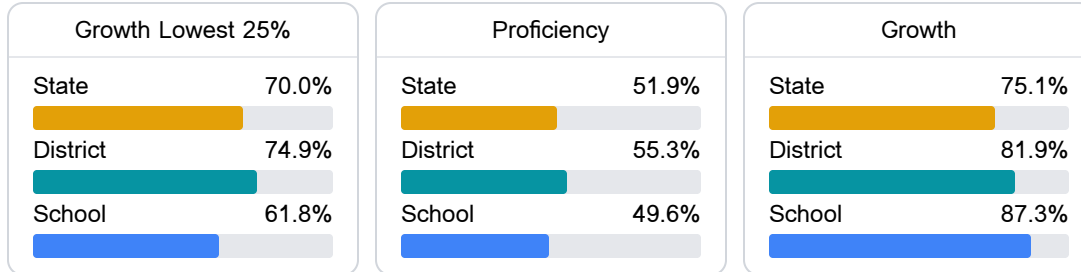 Growth Lowest 25%
State 70.0%
District 74.9%
School 61.8%
Proficiency
State 51.9%
District 55.3%
School 49.6%
Growth
State 75.1%
District 81.9%
School 87.3%